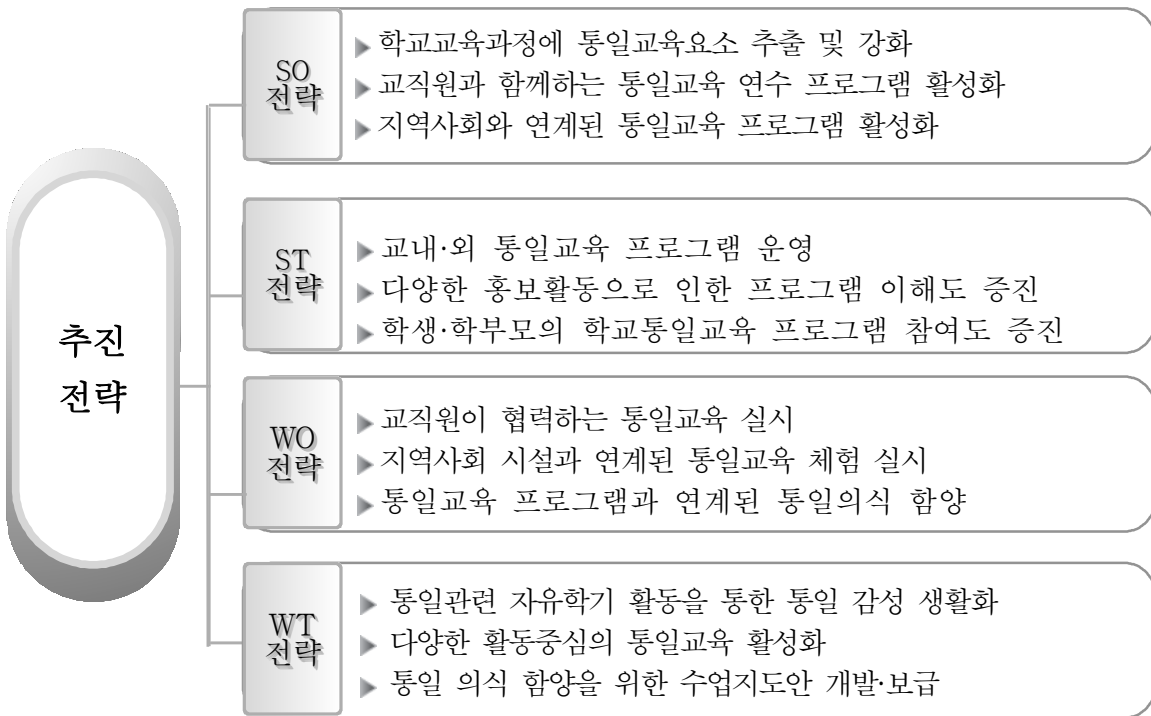 추진
전략
SO
전략
▶ 학교교육과정에 통일교육요소 추출 및 강화
▶ 교직원과 함께하는 통일교육 연수 프로그램 활성화
▶ 지역사회와 연계된 통일교육 프로그램 활성화
ST
전략
▶ 교내·외 통일교육 프로그램 운영
▶ 다양한 홍보활동으로 인한 프로그램 이해도 증진
▶ 학생·학부모의 학교통일교육 프로그램 참여도 증진
WO
전략
▶ 교직원이 협력하는 통일교육 실시
▶ 지역사회 시설과 연계된 통일교육 체험 실시
▶ 통일교육 프로그램과 연계된 통일의식 함양
WT
전략
▶ 통일관련 자유학기 활동을 통한 통일 감성 생활화
▶ 다양한 활동중심의 통일교육 활성화
▶ 통일 의식 함양을 위한 수업지도안 개발·보급